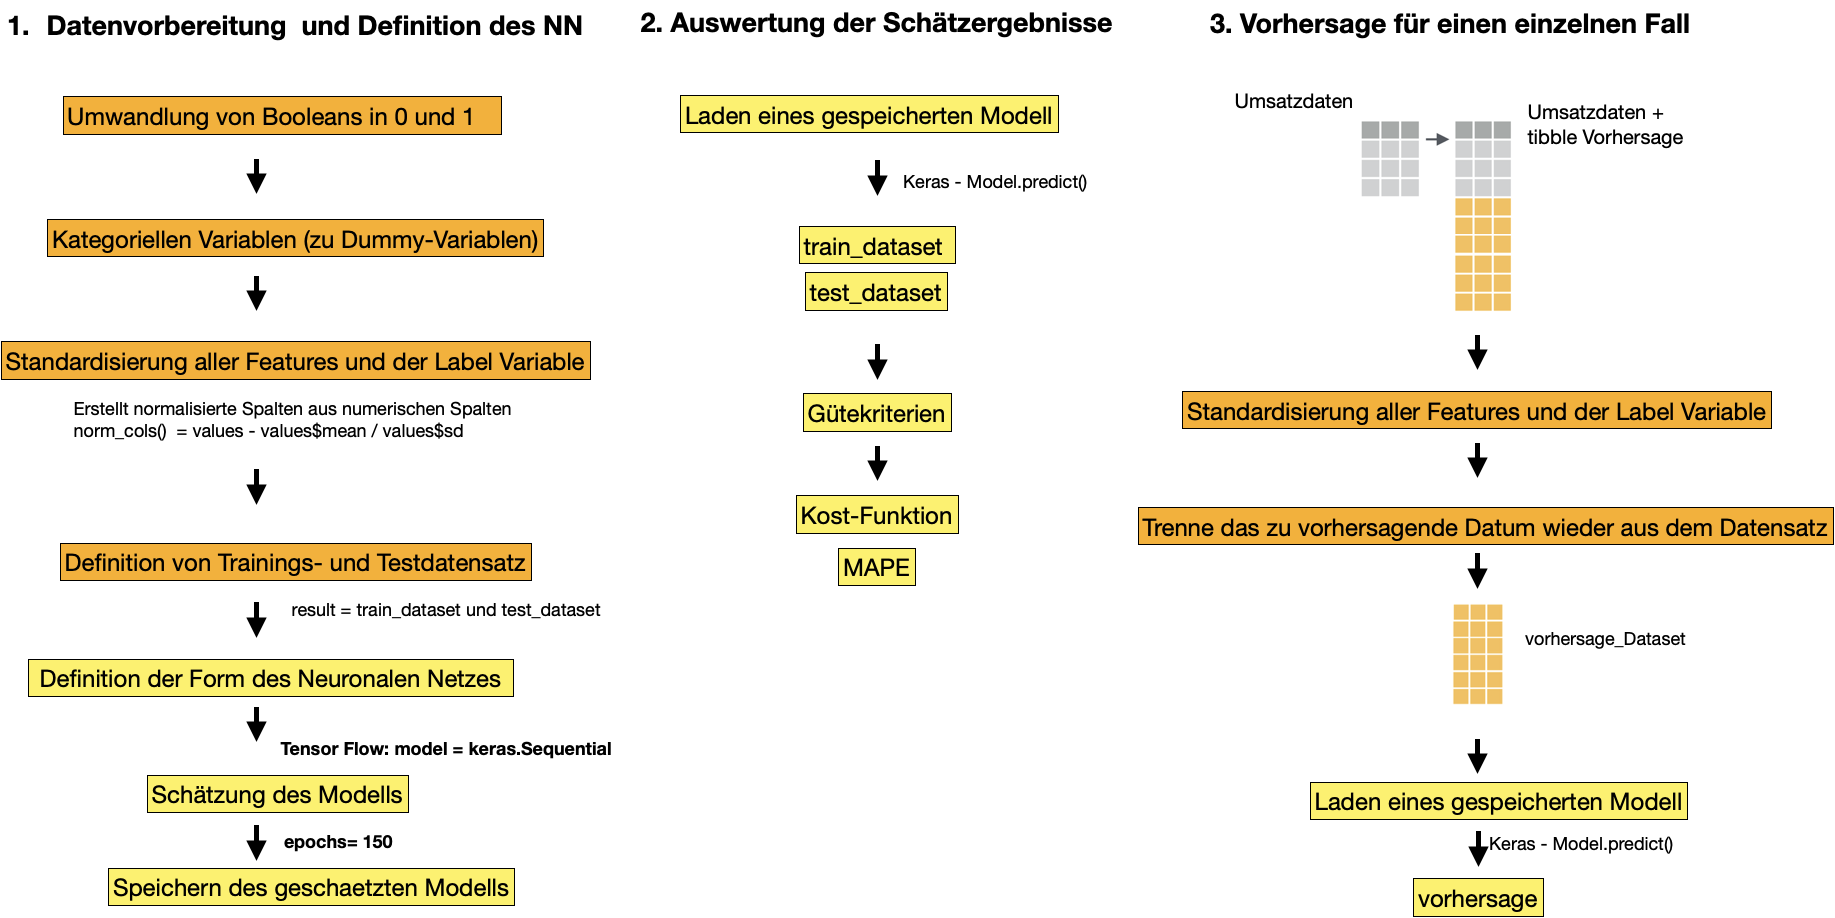 1. Datenvorbereitung und Definition des NN
Umwandlung von Booleans in 0 und 1
Kategoriellen Variablen (zu Dummy-Variablen)
Standardisierung aller Features und der Label Variable
Erstellt normalisierte Spalten aus numerischen Spalten
norm_cols() = values - values$mean / values$sd
Definition von Trainings- und Testdatensatz
result = train_dataset und test_dataset
Definition der Form des Neuronalen Netzes
Tensor Flow: model = keras.Sequential
Schätzung des Modells
epochs= 150
Speichern des geschaetzten Modells
2. Auswertung der Schätzergebnisse
Laden eines gespeicherten Modell
Keras - Model.predict()
train_dataset
test_dataset
Gütekriterien
Kost-Funktion
MAPE
3. Vorhersage für einen einzelnen Fall
Umsatzdaten
Umsatzdaten +
tibble Vorhersage
Standardisierung aller Features und der Label Variable
Trenne das zu vorhersagende Datum wieder aus dem Datensatz
vorhersage_Dataset
Laden eines gespeicherten Modell
Keras - Model.predict()
vorhersage